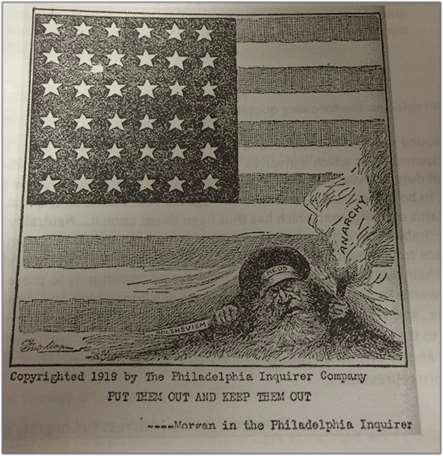 ANARCHY
REDS
BOLSHEVISM
Copyrighted 1919 by The Philadelphia Inquirer Company
PUT THEM OUT AND KEEP THEM OUT
----Morgan in the Philadelphia Inquirer